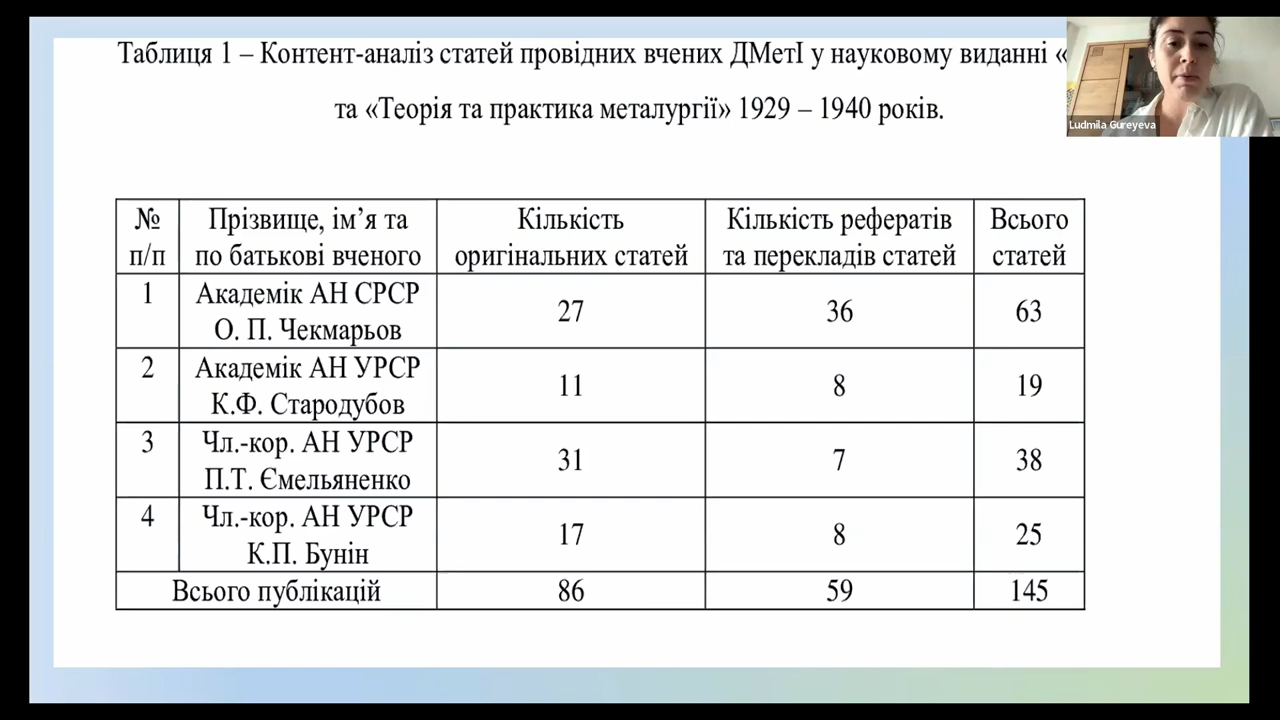 Таблиця 1 – Контент-аналіз статей провідних вчених ДМетІ у науковому виданні «
та «Теорія та практика металургії» 1929 – 1940 років.
Ludmila Gureyeva
№ п/п
Прізвище, ім’я та по батькові вченого
Кількість оригінальних статей
Кількість рефератів та перекладів статей
Всього статей
1
Академік АН СРСР
О. П. Чекмарьов
27
36
63
2
Академік АН УРСР
К.Ф. Стародубов
11
8
19
3
Чл.-кор. АН УРСР
П.Т. Ємельяненко
31
7
38
4
Чл.-кор. АН УРСР
К.П. Бунін
17
8
25
Всього публікацій
86
59
145